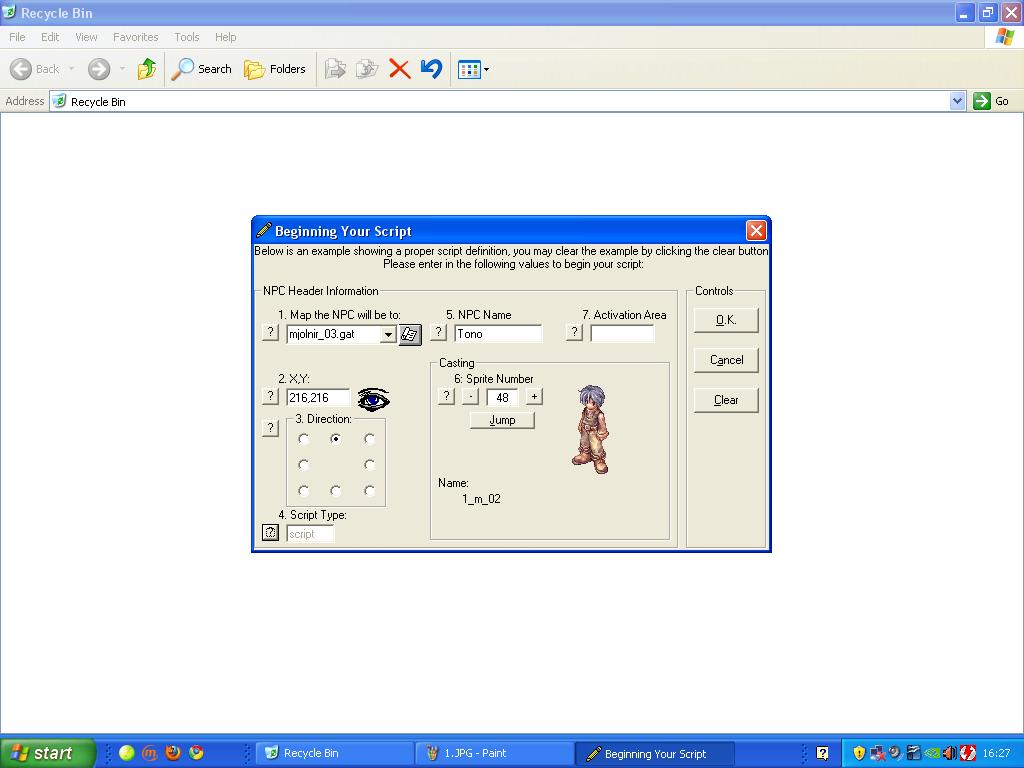 Recycle Bin
File Edit View Favorites Tools Help
Back Search Folders
Address Recycle Bin Go
Beginning Your Script
Below is an example showing a proper script definition, you may clear the example by clicking the clear button
Please enter in the following values to begin your script:
NPC Header Information Controls
1. Map the NPC will be to: 5. NPC Name 7. Activation Area
? mjolnir_03.gat ? Tono ?
O.K.
Casting
Cancel
2. X,Y: 6: Sprite Number
? 216,216 ? - 48 +
Clear
Jump
? 3. Direction:
Name:
1_m_02
4. Script Type:
? script
start Recycle Bin 1.JPG - Paint Beginning Your Script ? 16:27